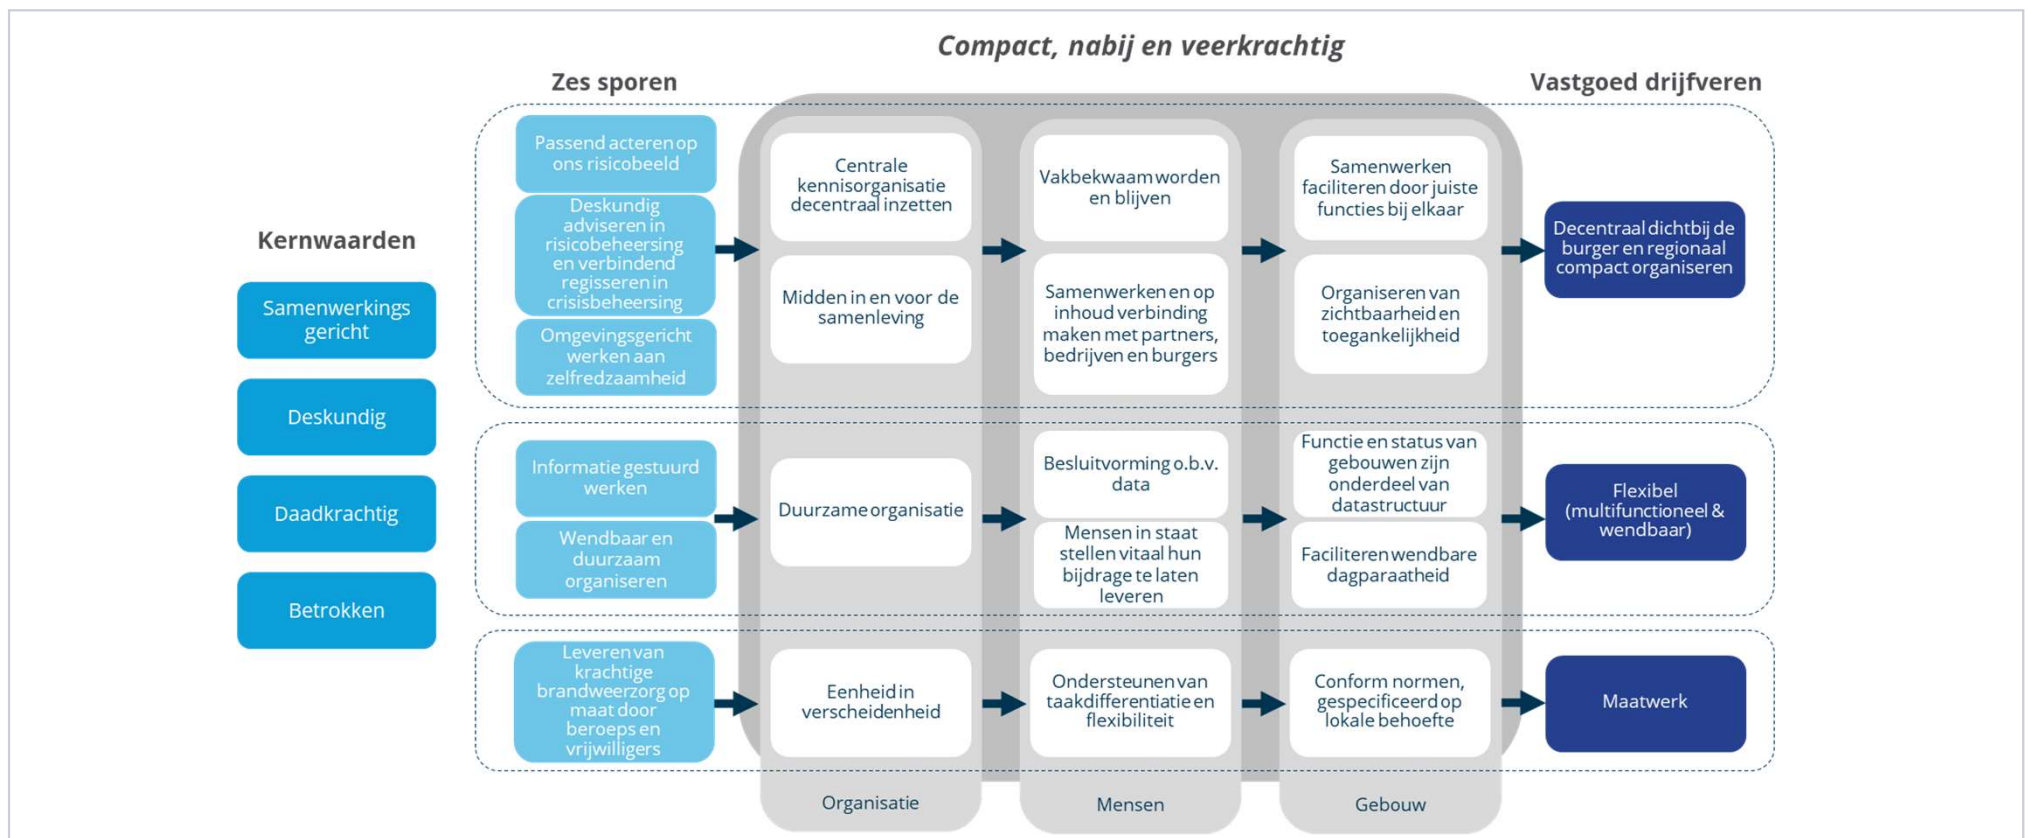 Compact, nabij en veerkrachtig
Zes sporen
Vastgoed drijfveren
Kernwaarden
Samenwerkings
gericht
Deskundig
Daadkrachtig
Betrokken
Passend acteren op
ons risicobeeld
Deskundig
adviseren in
risicobeheersing
en verbindend
regisseren in
crisisbeheersing
Omgevingsgericht
werken aan
zelfredzaamheid
Centrale
kennisorganisatie
decentraal inzetten
Midden in en voor de
samenleving
Vakbekwaam worden
en blijven
Samenwerken en op
inhoud verbinding
maken met partners,
bedrijven en burgers
Samenwerken
faciliteren door juiste
functies bij elkaar
Organiseren van
zichtbaarheid en
toegankelijkheid
Decentraal dichtbij de
burger en regionaal
compact organiseren
Informatie gestuurd
werken
Wendbaar en
duurzaam
organiseren
Duurzame organisatie
Besluitvorming o.b.v.
data
Mensen in staat
stellen vitaal hun
bijdrage te laten
leveren
Functie en status van
gebouwen zijn
onderdeel van
datastructuur
Faciliteren wendbare
dagparaatheid
Flexibel
(multifunctioneel &
wendbaar)
Leveren van
krachtige
brandweerzorg op
maat door
beroeps en
vrijwilligers
Eenheid in
verscheidenheid
Ondersteunen van
taakdifferentiatie en
flexibiliteit
Conform normen,
gespecificeerd op
lokale behoefte
Maatwerk
Organisatie
Mensen
Gebouw